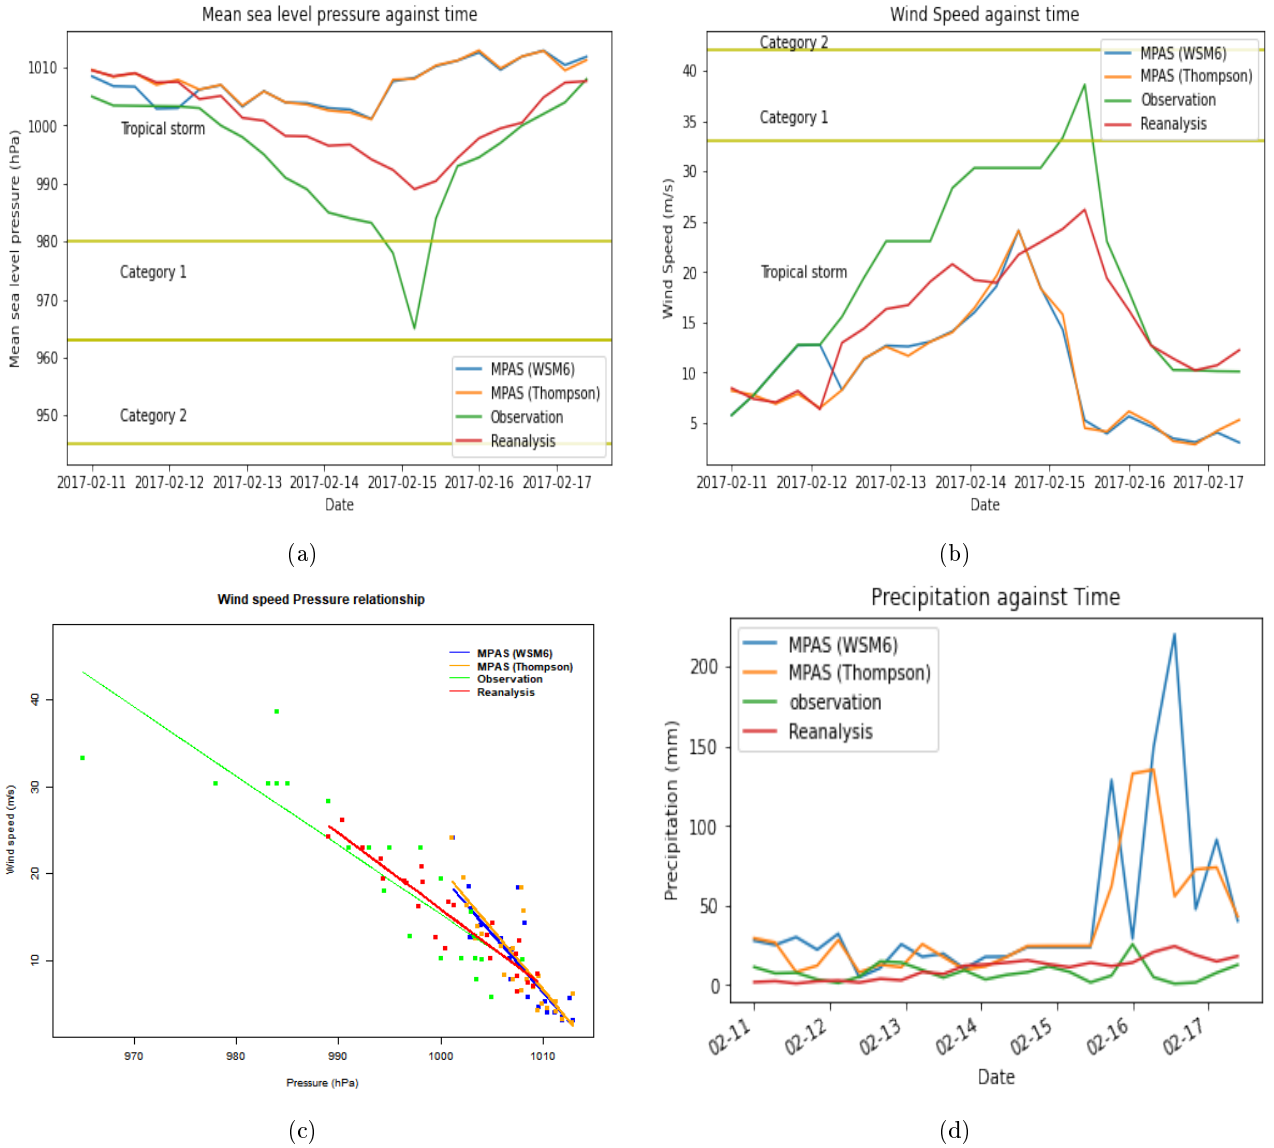 Mean sea level pressure against time
Mean sea level pressure (hPa)
1010
1000
990
980
970
960
950
Tropical storm
Category 1
Category 2
MPAS (WSM6)
MPAS (Thompson)
Observation
Reanalysis
2017-02-11 2017-02-12 2017-02-13 2017-02-14 2017-02-15 2017-02-16 2017-02-17
Date
(a)
Wind Speed against time
Wind Speed (m/s)
40
35
30
25
20
15
10
5
Category 2
Category 1
Tropical storm
MPAS (WSM6)
MPAS (Thompson)
Observation
Reanalysis
2017-02-11 2017-02-12 2017-02-13 2017-02-14 2017-02-15 2017-02-16 2017-02-17
Date
(b)
Wind speed Pressure relationship
Wind speed (m/s)
40
30
20
10
MPAS (WSM6)
MPAS (Thompson)
Observation
Reanalysis
970 980 990 1000 1010
Pressure (hPa)
(c)
Precipitation against Time
Precipitation (mm)
200
150
100
50
0
MPAS (WSM6)
MPAS (Thompson)
observation
Reanalysis
02-11 02-12 02-13 02-14 02-15 02-16 02-17
Date
(d)